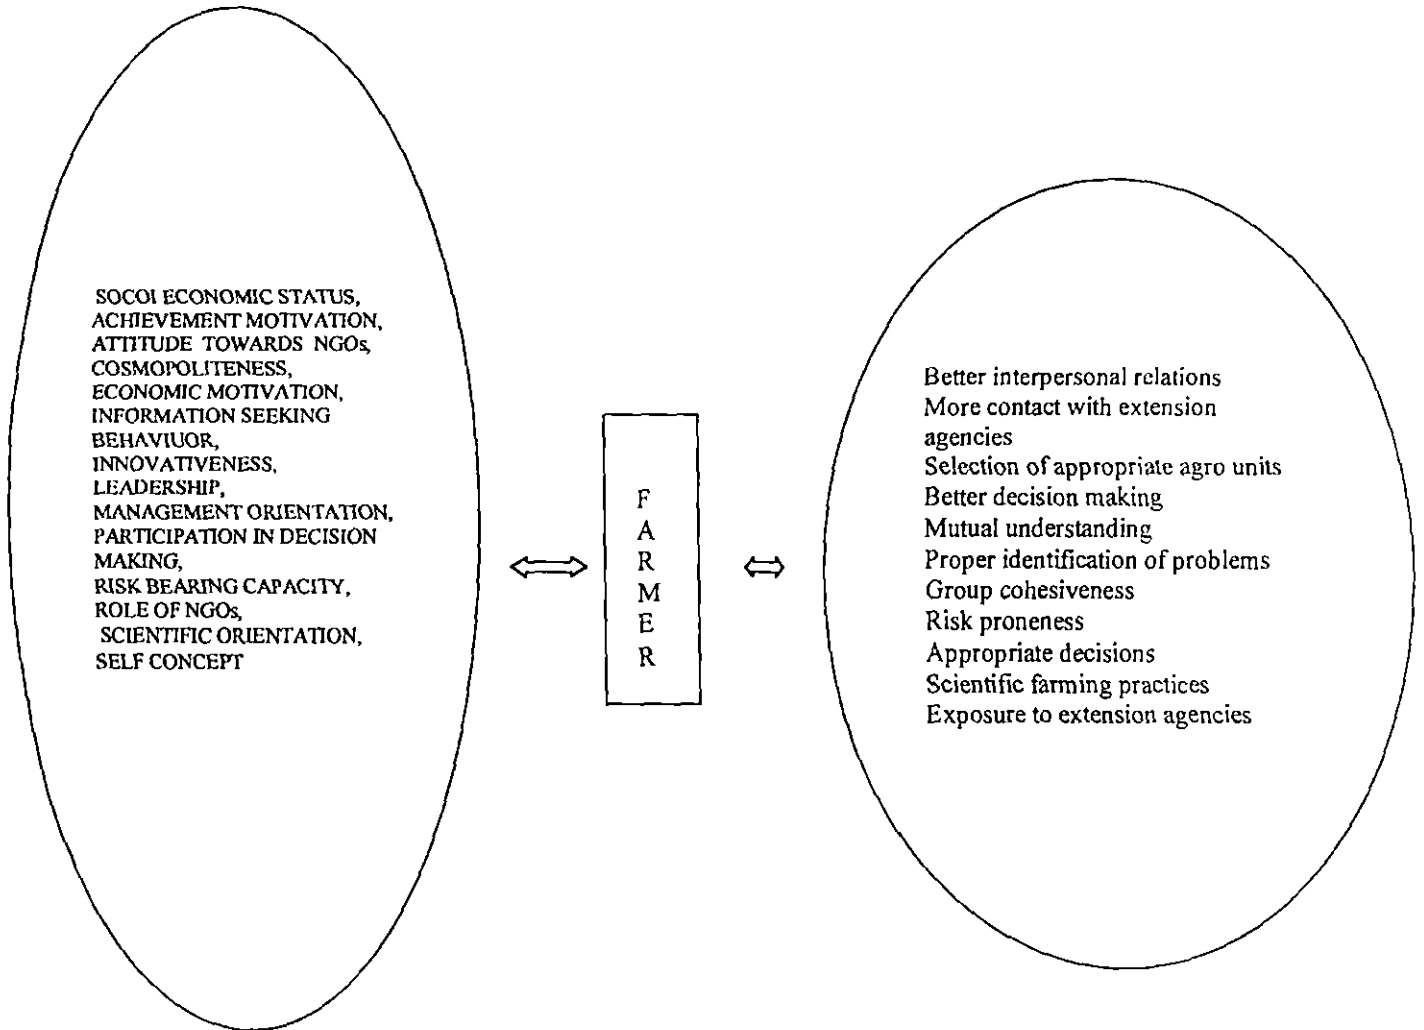 SOCOI ECONOMIC STATUS,
ACHIEVEMENT MOTIVATION,
ATTITUDE TOWARDS NGOs,
COSMOPOLITENESS,
ECONOMIC MOTIVATION,
INFORMATION SEEKING
BEHAVIUOR,
INNOVATIVENESS,
LEADERSHIP,
MANAGEMENT ORIENTATION,
PARTICIPATION IN DECISION
MAKING,
RISK BEARING CAPACITY,
ROLE OF NGOs,
SCIENTIFIC ORIENTATION,
SELF CONCEPT
F
A
R
M
E
R
Better interpersonal relations
More contact with extension
agencies
Selection of appropriate agro units
Better decision making
Mutual understanding
Proper identification of problems
Group cohesiveness
Risk proneness
Appropriate decisions
Scientific farming practices
Exposure to extension agencies